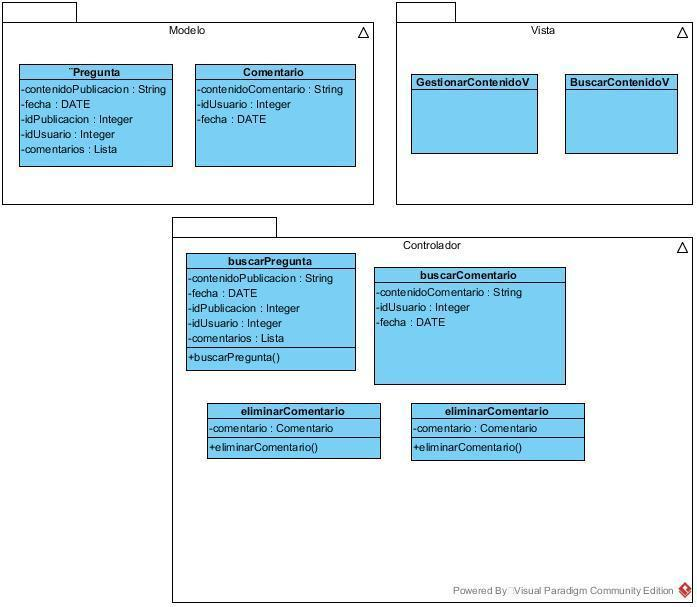 Modelo
¨Pregunta
-contenidoPublicacion : String
-fecha : DATE
-idPublicacion : Integer
-idUsuario : Integer
-comentarios : Lista
Comentario
-contenidoComentario : String
-idUsuario : Integer
-fecha : DATE
Vista
GestionarContenidoV
BuscarContenidoV
Controlador
buscarPregunta
-contenidoPublicacion : String
-fecha : DATE
-idPublicacion : Integer
-idUsuario : Integer
-comentarios : Lista
+buscarPregunta()
buscarComentario
-contenidoComentario : String
-idUsuario : Integer
-fecha : DATE
eliminarComentario
-comentario : Comentario
+eliminarComentario()
eliminarComentario
-comentario : Comentario
+eliminarComentario()
Powered By ¨Visual Paradigm Community Edition